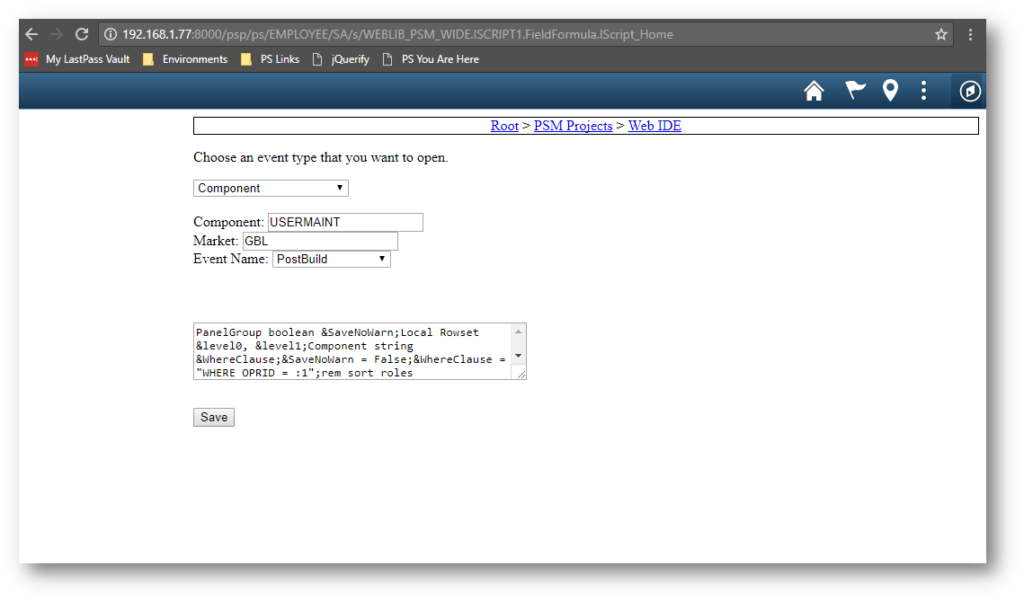 192.168.1.77:8000/psp/ps/EMPLOYEE/SA/s/WEBLIB_PSM_WIDE.ISCRIPT1.FieldFormula.IScript_Home
My LastPass Vault Environments PS Links jQuerify PS You Are Here
Root > PSM Projects > Web IDE
Choose an event type that you want to open.
Component
Component: USERMAINT
Market: GBL
Event Name: PostBuild
PanelGroup boolean &SaveNoWarn;Local Rowset
&level0, &level1;Component string
&WhereClause;&SaveNoWarn = False;&WhereClause =
"WHERE OPRID = :1";rem sort roles
Save